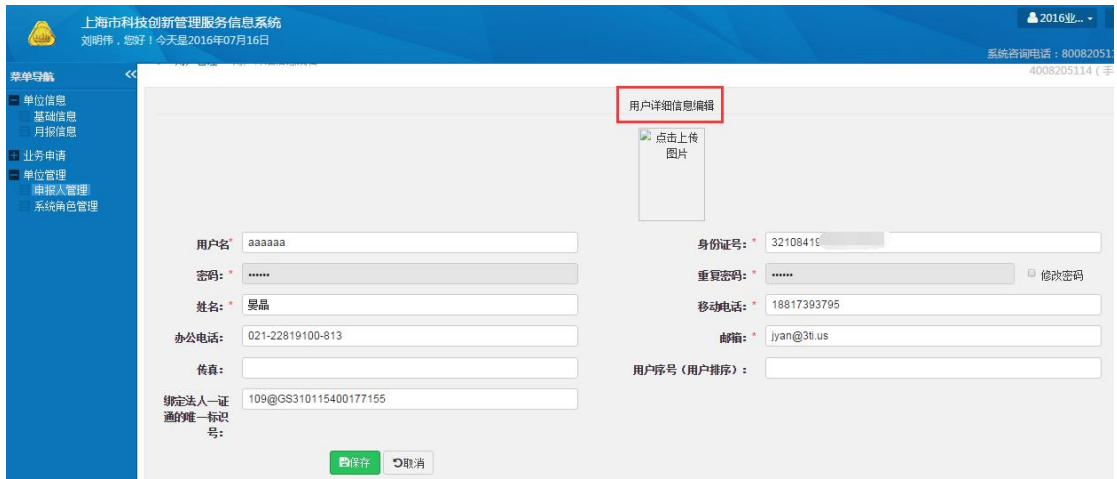 上海市科技创新管理服务信息系统
2016业... 
刘明伟，您好！今天是2016年07月16日
系统咨询电话：80082051
4008205114 ( 手
菜单导航
单位信息
基础信息
月报信息
业务申请
单位管理
申报人管理
系统角色管理
用户详细信息编辑
点击上传
图片
用户名* aaaaaa
身份证号：* 3210841
密码：* ••••••
重复密码：* •••••• 修改密码
姓名：* 晏晶
移动电话：* 18817393795
办公电话： 021-22819100-813
邮箱：* jyan@3ti.us
传真：
用户序号（用户排序）：
绑定法人一证
通的唯一标识
号：
109@GS310115400177155
保存 取消